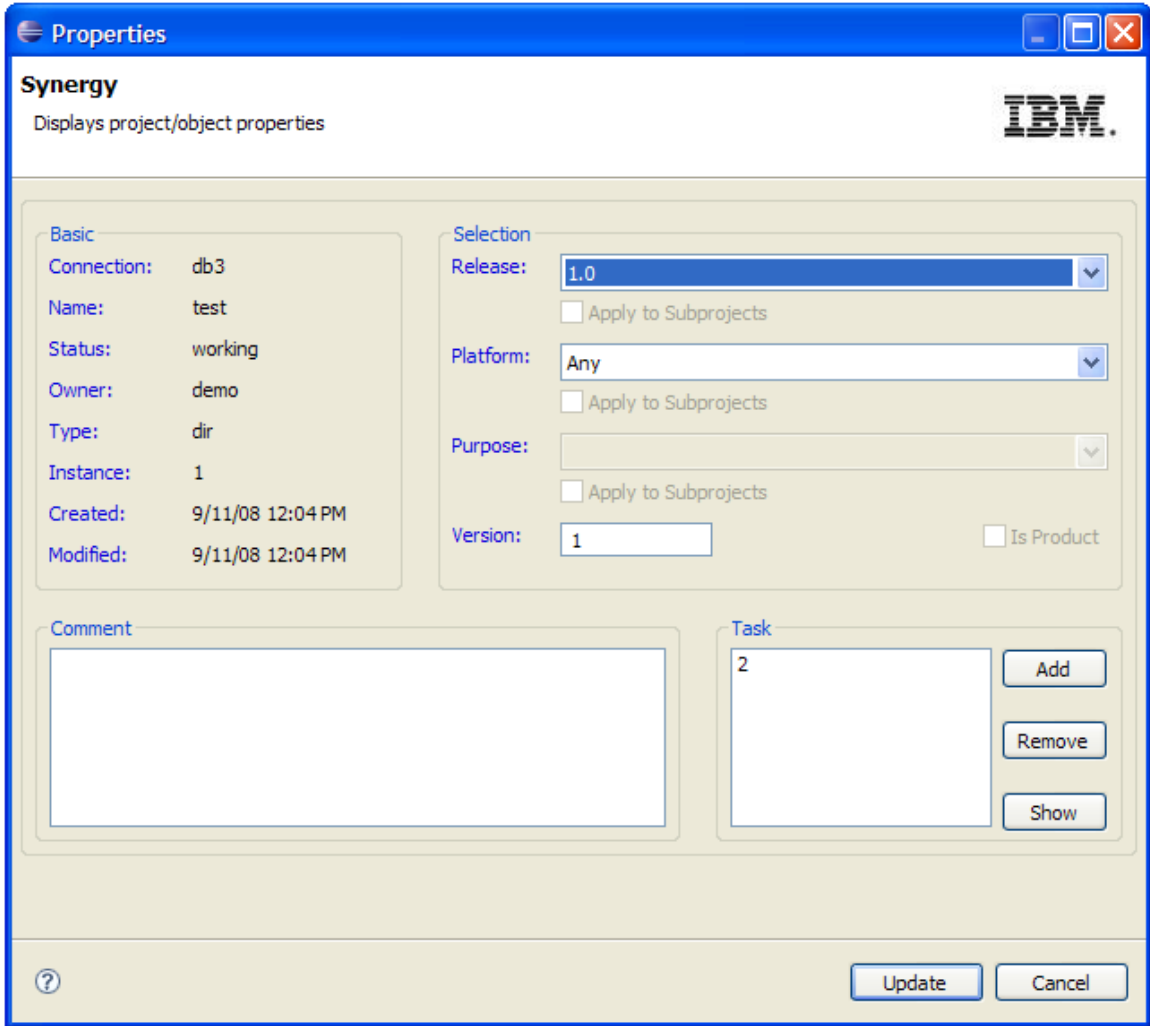 Properties
Synergy
Displays project/object properties
IBM.
Basic
Connection: db3
Name: test
Status: working
Owner: demo
Type: dir
Instance: 1
Created: 9/11/08 12:04 PM
Modified: 9/11/08 12:04 PM
Selection
Release: 1.0
Apply to Subprojects
Platform: Any
Apply to Subprojects
Purpose:
Apply to Subprojects
Version: 1 Is Product
Comment
Task
2
Add
Remove
Show
?
Update Cancel